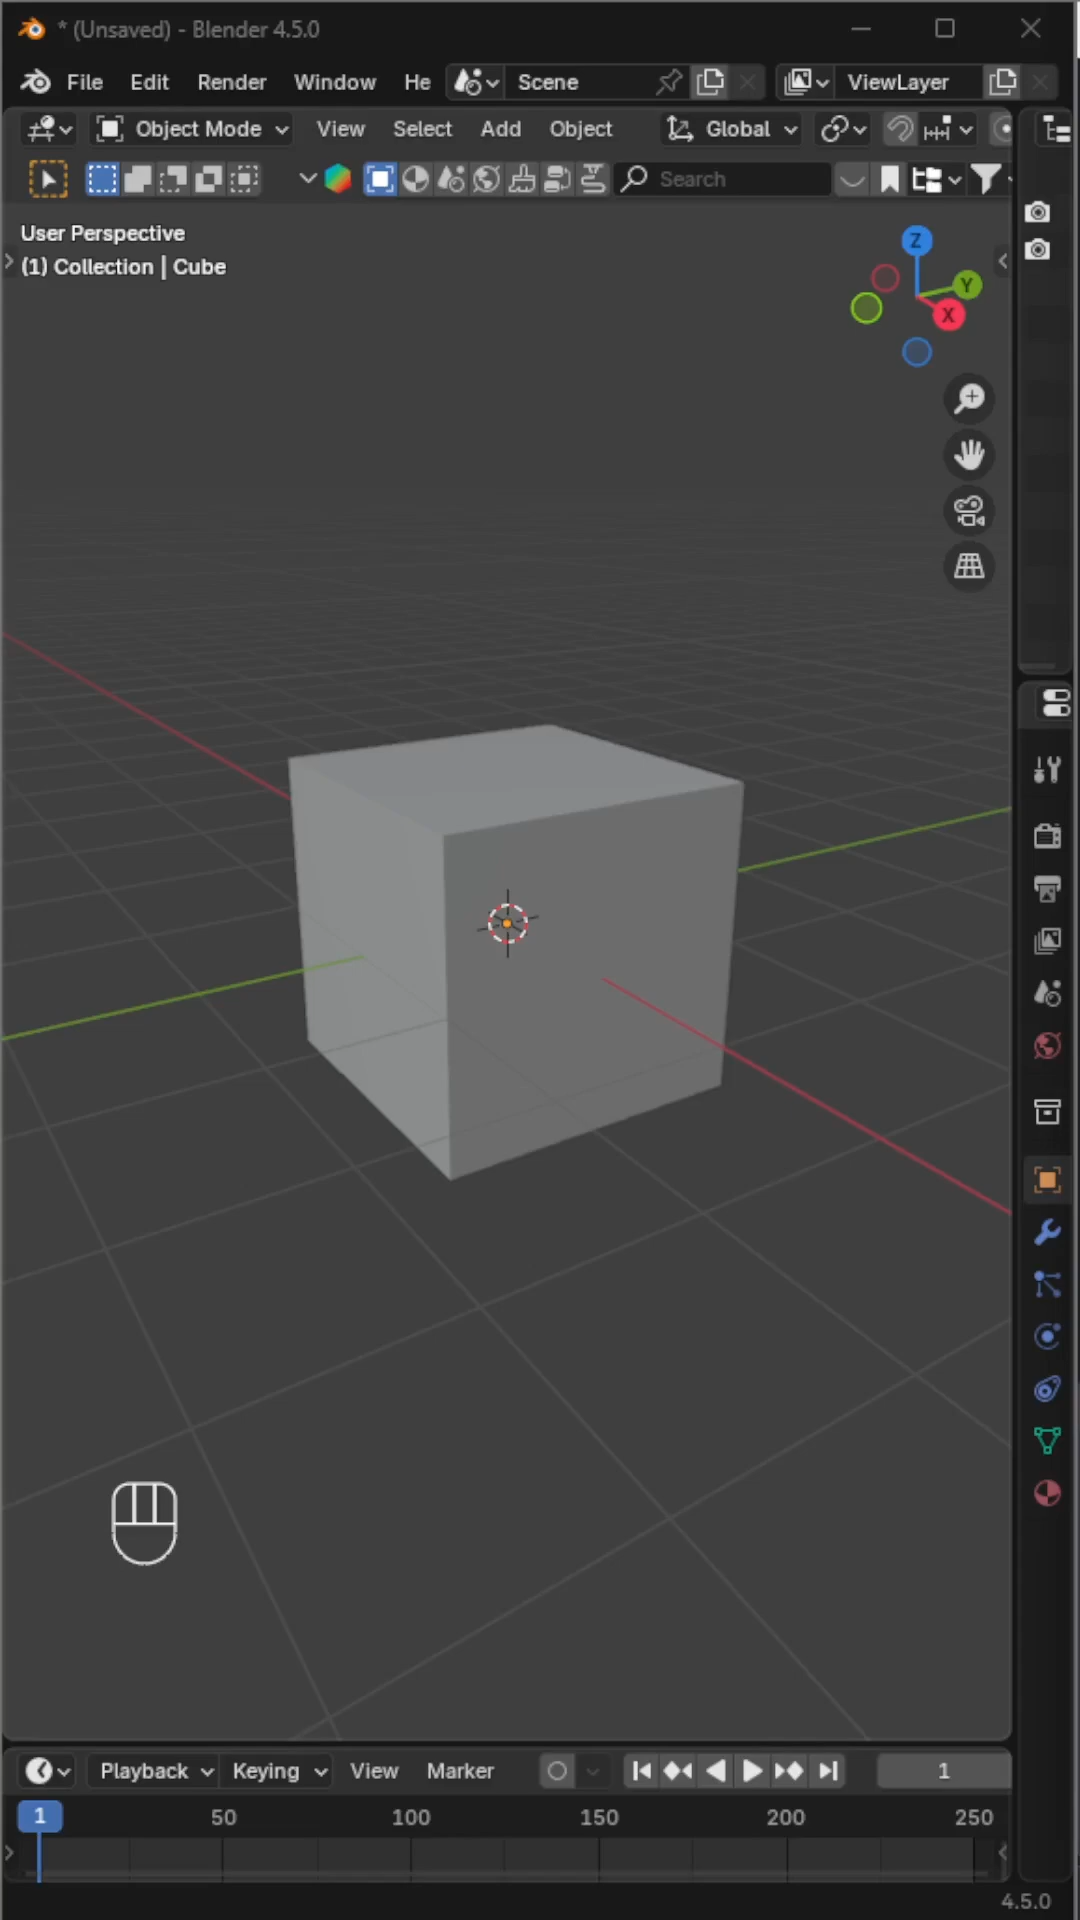 * (Unsaved) - Blender 4.5.0
File Edit Render Window He Scene ViewLayer
Object Mode View Select Add Object Global
Search
User Perspective
(1) Collection | Cube
Z
Y
X
Playback Keying View Marker 1
1 50 100 150 200 250
4.5.0